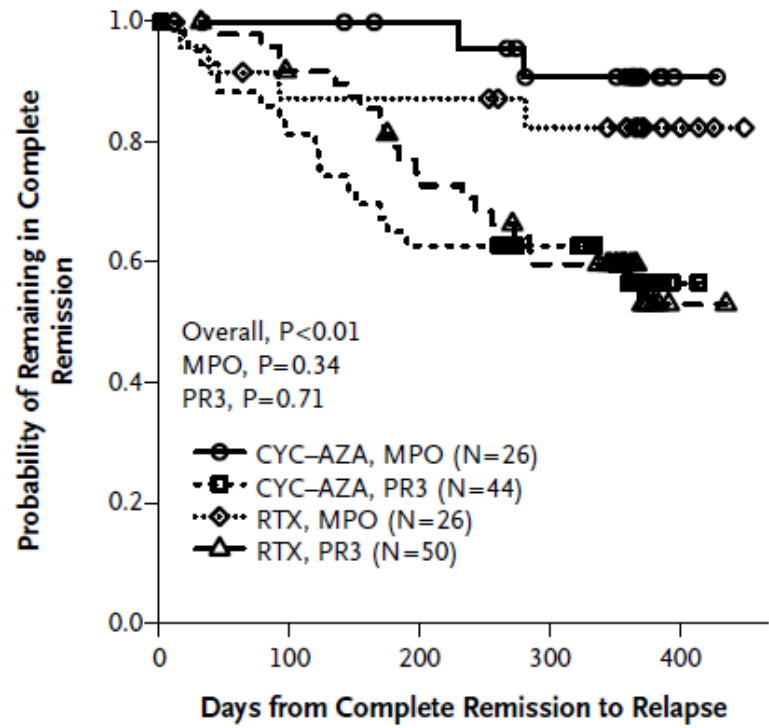 Probability of Remaining in Complete
Remission
1.0
0.8
0.6
0.4
0.2
0.0
Overall, P<0.01
MPO, P=0.34
PR3, P=0.71
CYC–AZA, MPO (N=26)
CYC–AZA, PR3 (N=44)
RTX, MPO (N=26)
RTX, PR3 (N=50)
0 100 200 300 400
Days from Complete Remission to Relapse